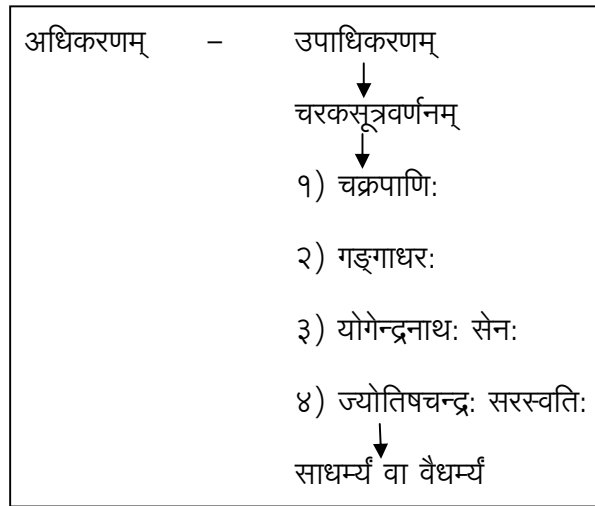 अधिकरणम् – उपाधिकरणम्
चरकसूत्रवर्णनम्
१) चक्रपाणि:
२) गङ्गाधर:
३) योगेन्द्रनाथ: सेन:
४) ज्योतिषचन्द्र: सरस्वति:
साधर्म्यं वा वैधर्म्यं